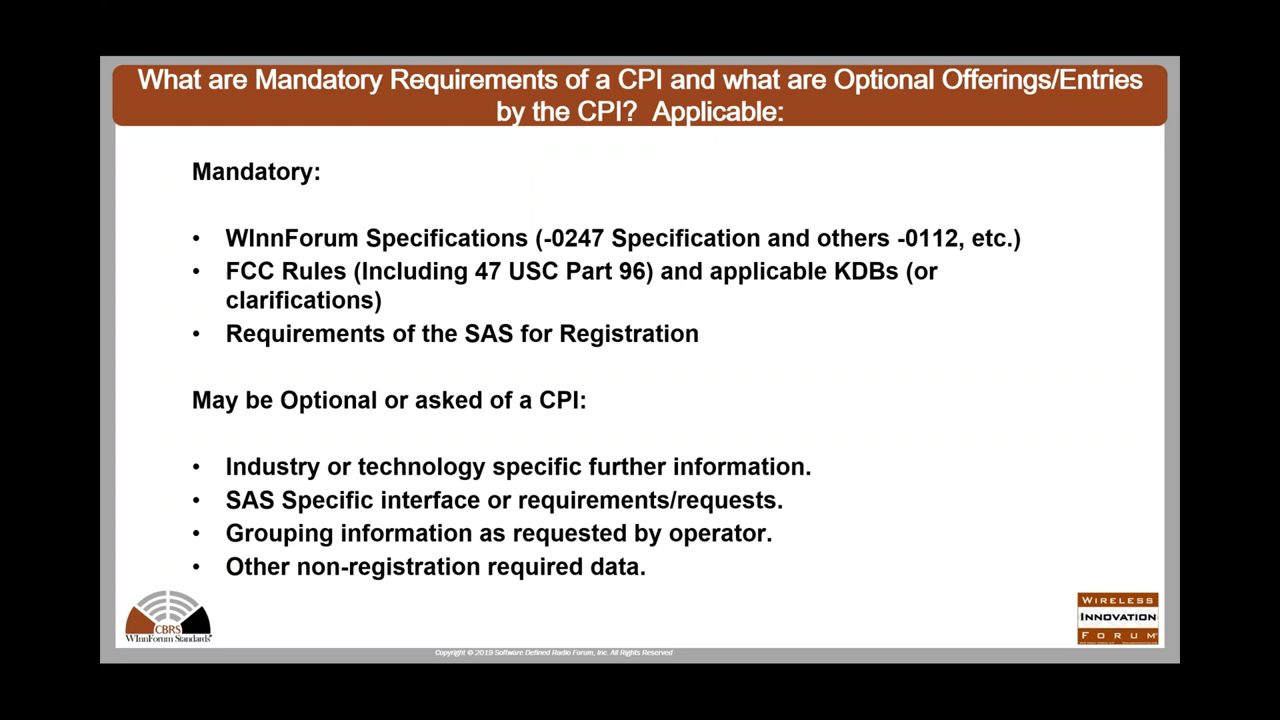 What are Mandatory Requirements of a CPI and what are Optional Offerings/Entries
by the CPI? Applicable:
Mandatory:
• WInnForum Specifications (-0247 Specification and others -0112, etc.)
• FCC Rules (Including 47 USC Part 96) and applicable KDBs (or
clarifications)
• Requirements of the SAS for Registration
May be Optional or asked of a CPI:
• Industry or technology specific further information.
• SAS Specific interface or requirements/requests.
• Grouping information as requested by operator.
• Other non-registration required data.
CBRS
WInnForum Standards
WIRELESS
INNOVATION
FORUM
Copyright © 2019 Software Defined Radio Forum, Inc. All Rights Reserved